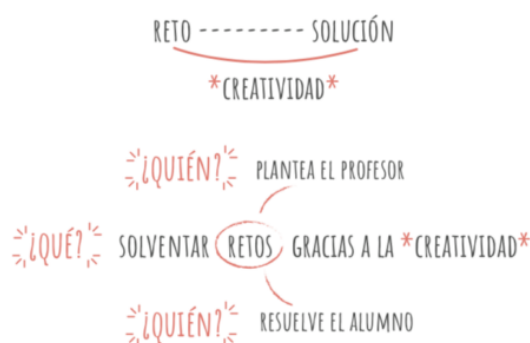 RETO --------- SOLUCIÓN
*CREATIVIDAD*
¿QUIÉN? PLANTEA EL PROFESOR
¿QUÉ? SOLVENTAR RETOS GRACIAS A LA *CREATIVIDAD*
¿QUIÉN? RESUELVE EL ALUMNO